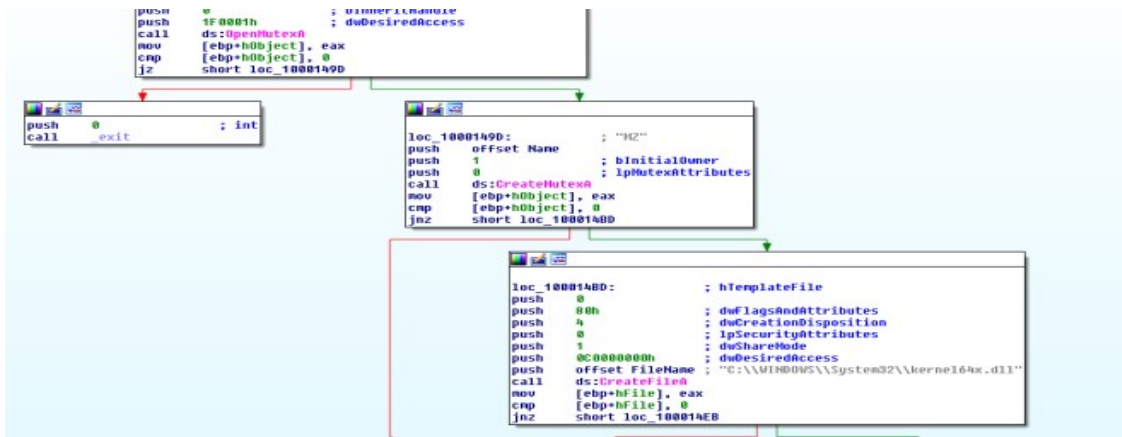 push    0               ; bInheritHandle
push    1F0001h         ; dwDesiredAccess
call    ds:OpenMutexA
mov     [ebp+hObject], eax
cmp     [ebp+hObject], 0
jz      short loc_1000149D
push    0               ; int
call    _exit
loc_1000149D:           ; "MZ"
push    offset Name
push    1               ; bInitialOwner
push    0               ; lpMutexAttributes
call    ds:CreateMutexA
mov     [ebp+hObject], eax
cmp     [ebp+hObject], 0
jnz     short loc_100014BD
loc_100014BD:           ; hTemplateFile
push    0
push    80h             ; dwFlagsAndAttributes
push    4               ; dwCreationDisposition
push    0               ; lpSecurityAttributes
push    1               ; dwShareMode
push    0C0000000h      ; dwDesiredAccess
push    offset FileName ; "C:\\WINDOWS\\System32\\kernel64x.dll"
call    ds:CreateFileA
mov     [ebp+hFile], eax
cmp     [ebp+hFile], 0
jnz     short loc_100014EB